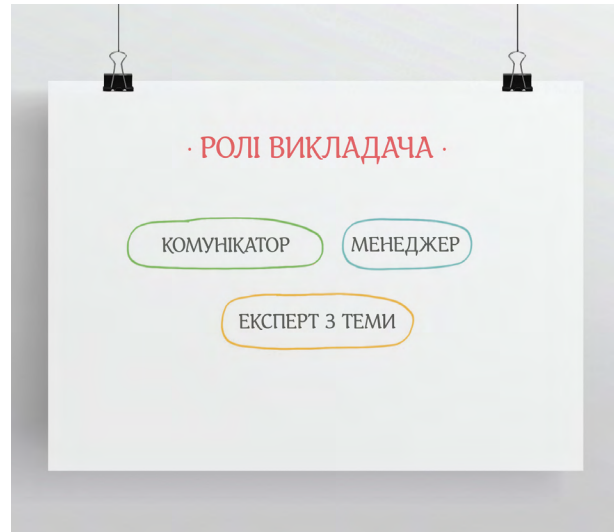 · РОЛІ ВИКЛАДАЧА ·
КОМУНІКАТОР
МЕНЕДЖЕР
ЕКСПЕРТ З ТЕМИ